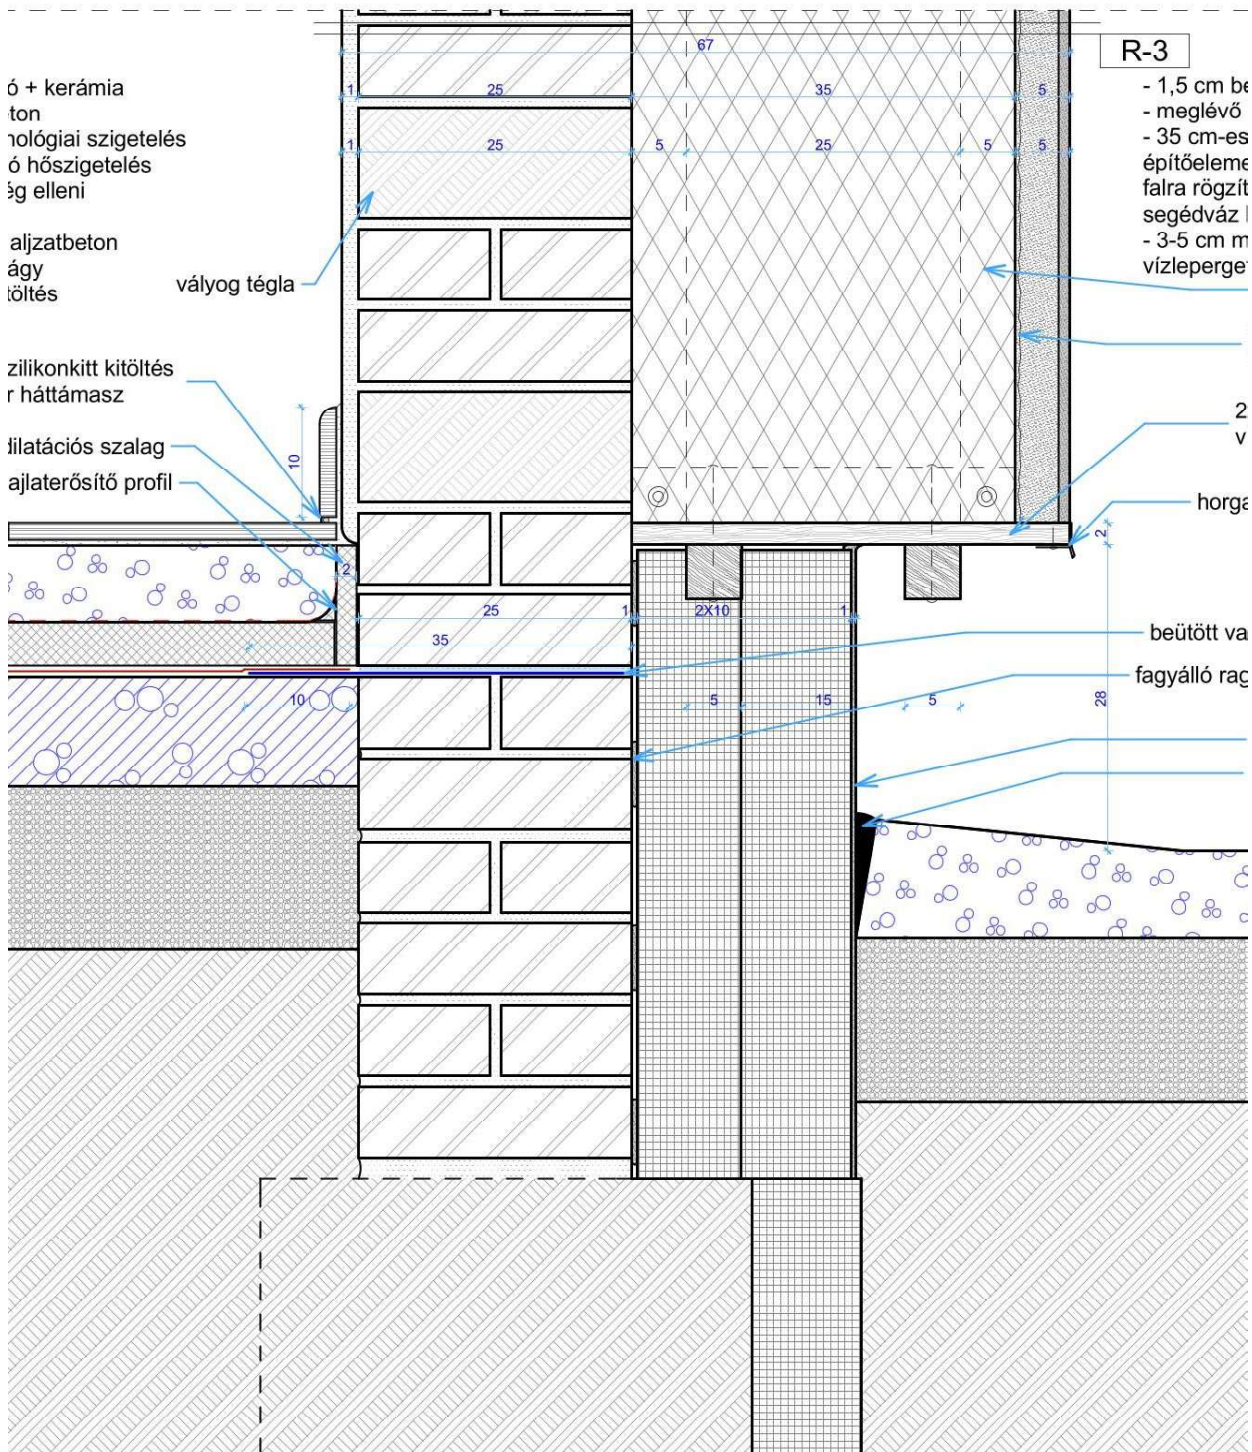 67
R-3
ó + kerámia
ton
nológiai szigetelés
ó hőszigetelés
ég elleni
aljzatbeton
ágy
töltés
1
25
35
5
1
25
5
25
5
5
- 1,5 cm be
- meglévő
- 35 cm-es
építőeleme
falra rögzít
segédváz
- 3-5 cm m
vízleperget
vályog tégla
zilikonkitt kitöltés
r háttámasz
dilatációs szalag
ajlaterősítő profil
10
2
v
horga
2
2
25
1
2X10
1
35
beütött va
fagyálló rag
10
5
15
5
28